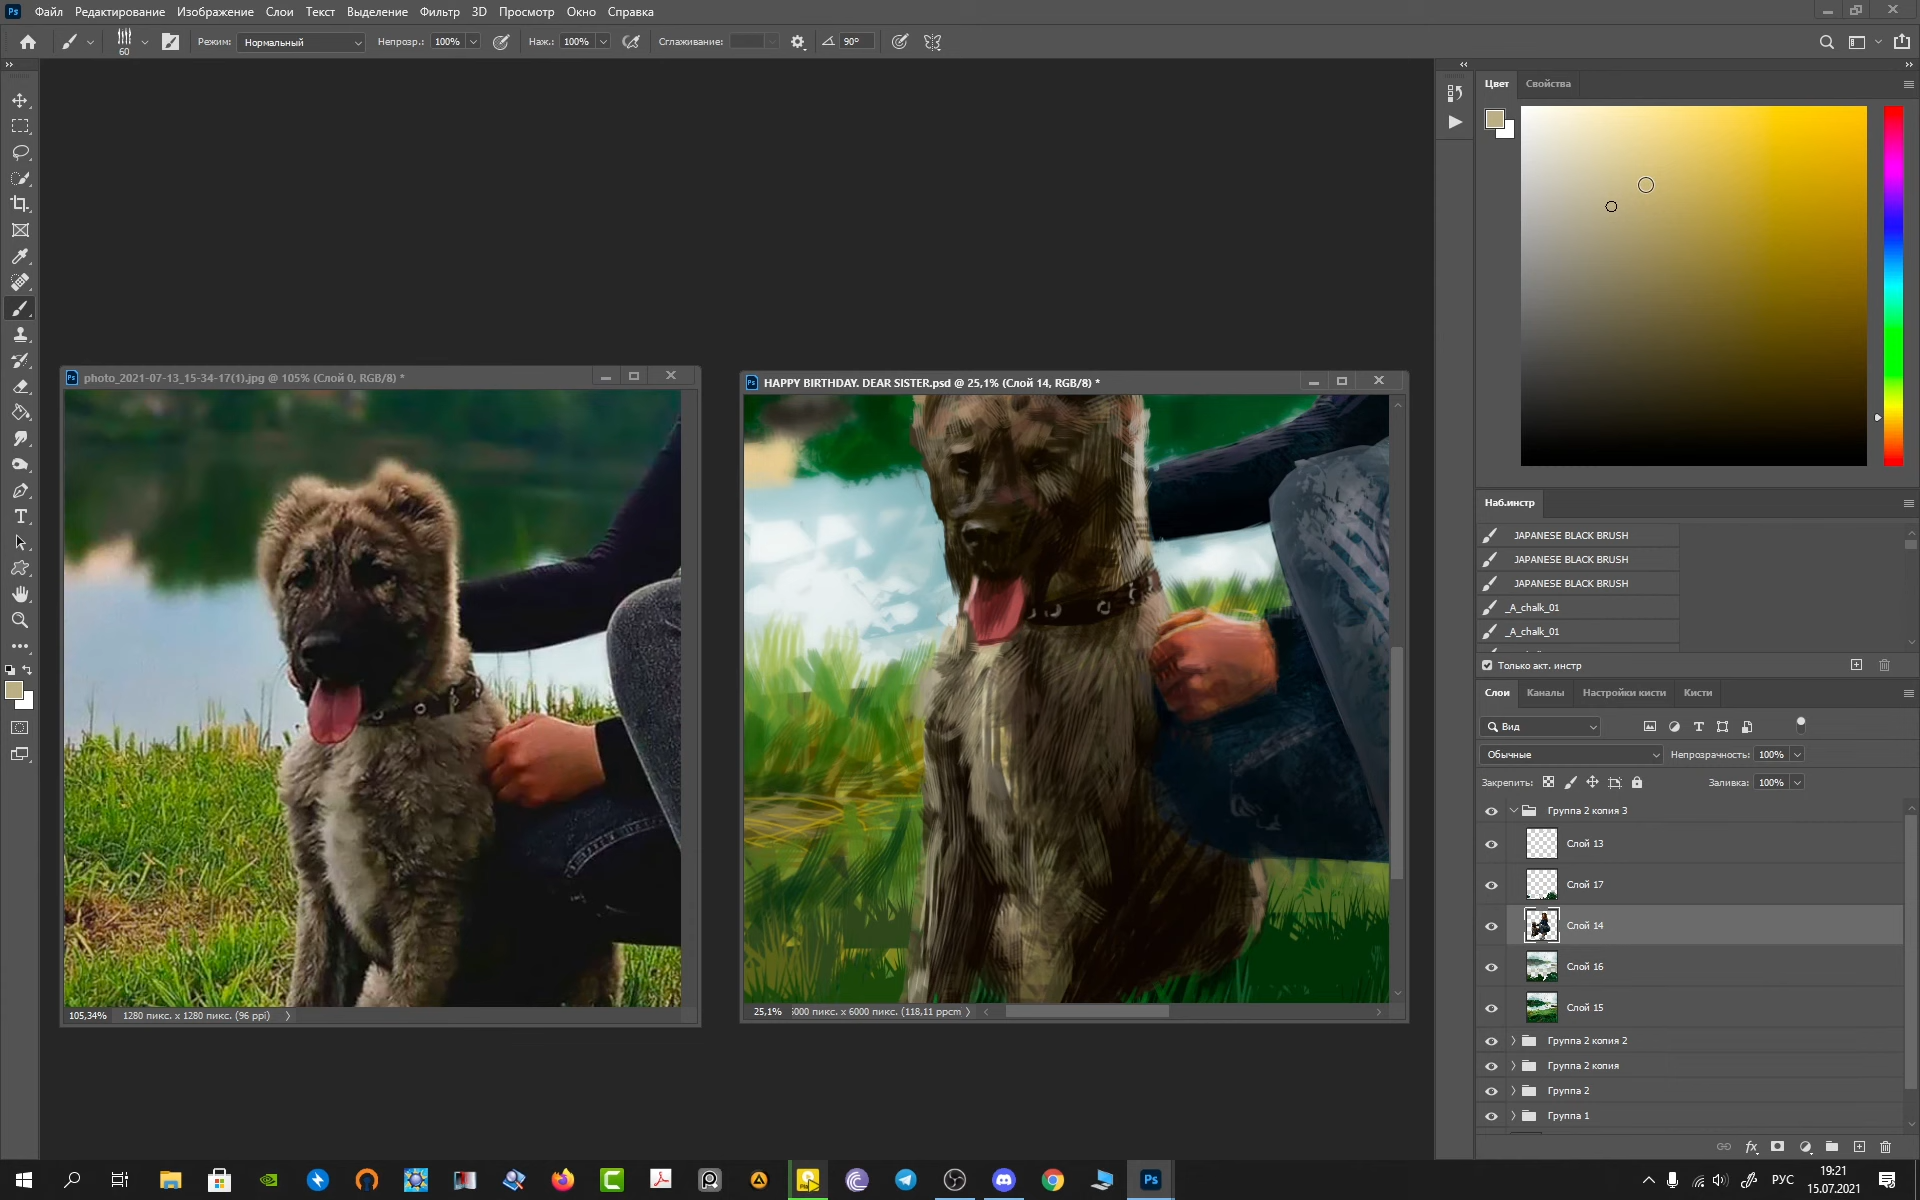 Ps Файл Редактирование Изображение Слои Текст Выделение Фильтр 3D Просмотр Окно Справка
60 Режим: Нормальный Непрозр.: 100% Наж.: 100% Сглаживание: 90°
Цвет Свойства
photo_2021-07-13_15-34-17(1).jpg @ 105% (Слой 0, RGB/8) *
105,34% 1280 пикс. x 1280 пикс. (96 ppi)
HAPPY BIRTHDAY. DEAR SISTER.psd @ 25,1% (Слой 14, RGB/8) *
25,1% 6000 пикс. x 6000 пикс. (118,11 ppcm
Наб.инстр
JAPANESE BLACK BRUSH
JAPANESE BLACK BRUSH
JAPANESE BLACK BRUSH
_A_chalk_01
_A_chalk_01
Только акт. инстр
Слои Каналы Настройки кисти Кисти
Вид
Обычные Непрозрачность: 100%
Закрепить: Заливка: 100%
Группа 2 копия 3
Слой 13
Слой 17
Слой 14
Слой 16
Слой 15
Группа 2 копия 2
Группа 2 копия
Группа 2
Группа 1
fx
Ps
РУС
19:21
15.07.2021